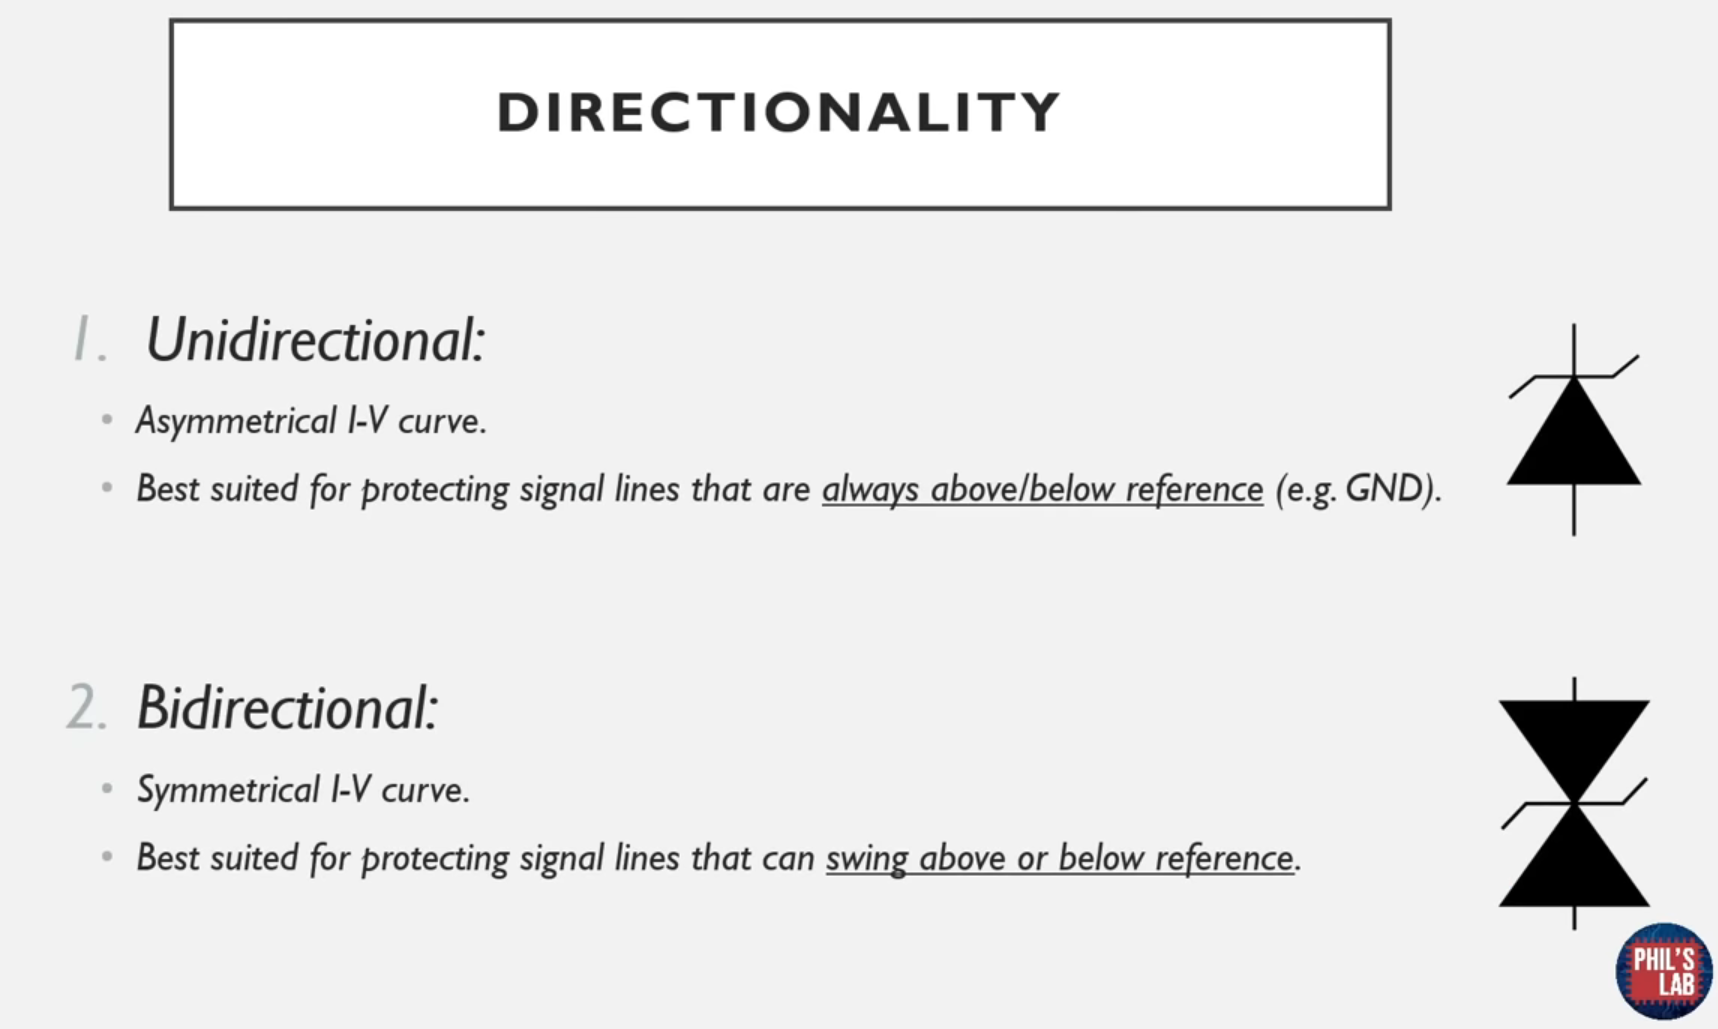 DIRECTIONALITY
1. Unidirectional:
• Asymmetrical I-V curve.
• Best suited for protecting signal lines that are always above/below reference (e.g. GND).
2. Bidirectional:
• Symmetrical I-V curve.
• Best suited for protecting signal lines that can swing above or below reference.
PHIL'S
LAB